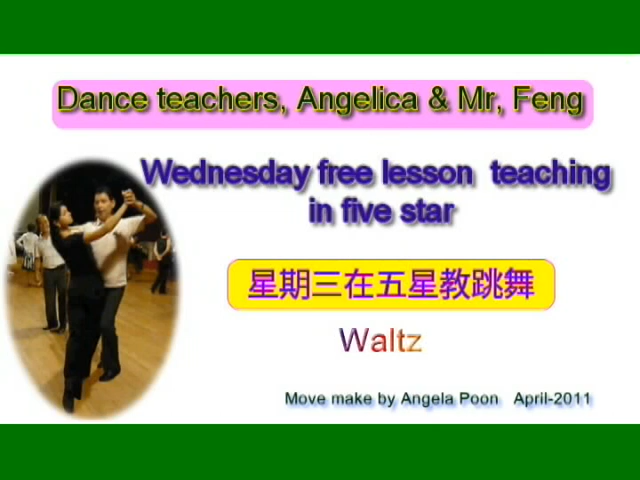 Dance teachers, Angelica & Mr, Feng
Wednesday free lesson teaching
in five star
星期三在五星教跳舞
Waltz
Move make by Angela Poon April-2011